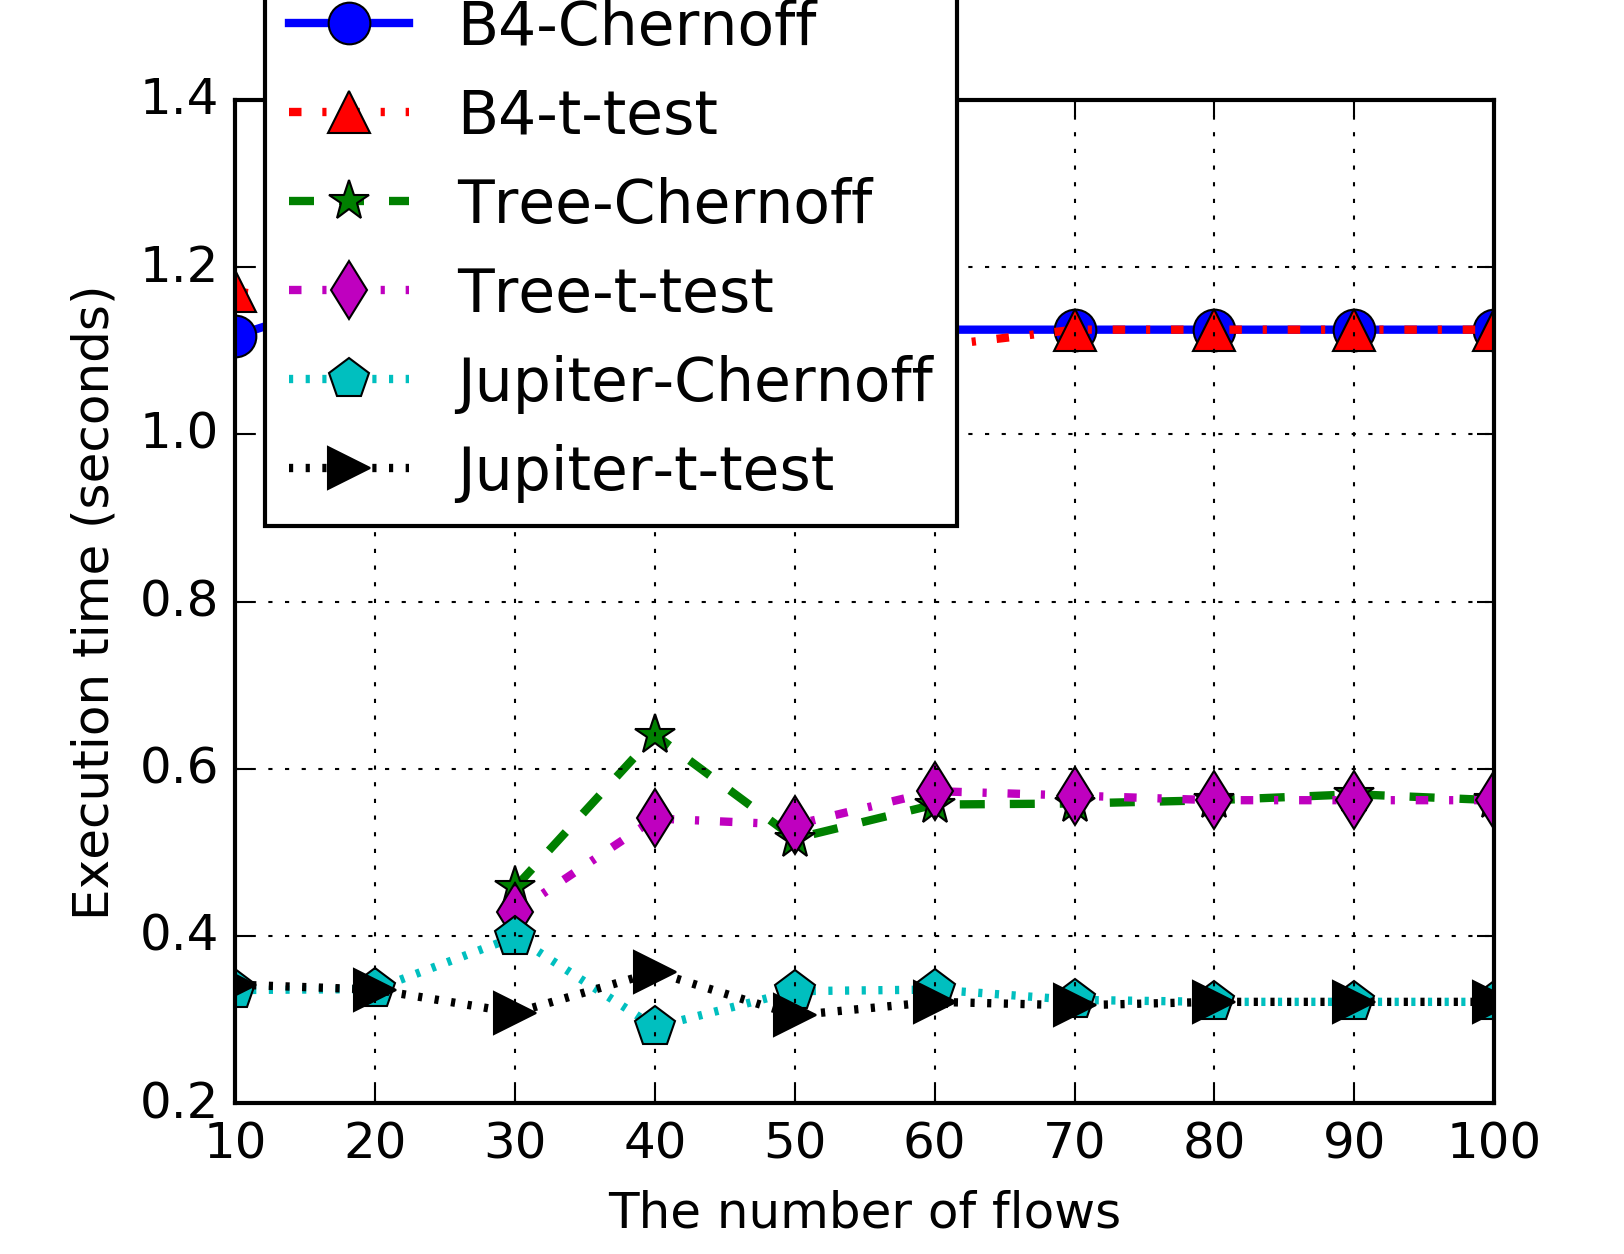 B4-Chernoff
B4-t-test
Tree-Chernoff
Tree-t-test
Jupiter-Chernoff
Jupiter-t-test
1.4
1.2
1.0
0.8
0.6
0.4
0.2
Execution time (seconds)
10 20 30 40 50 60 70 80 90 100
The number of flows